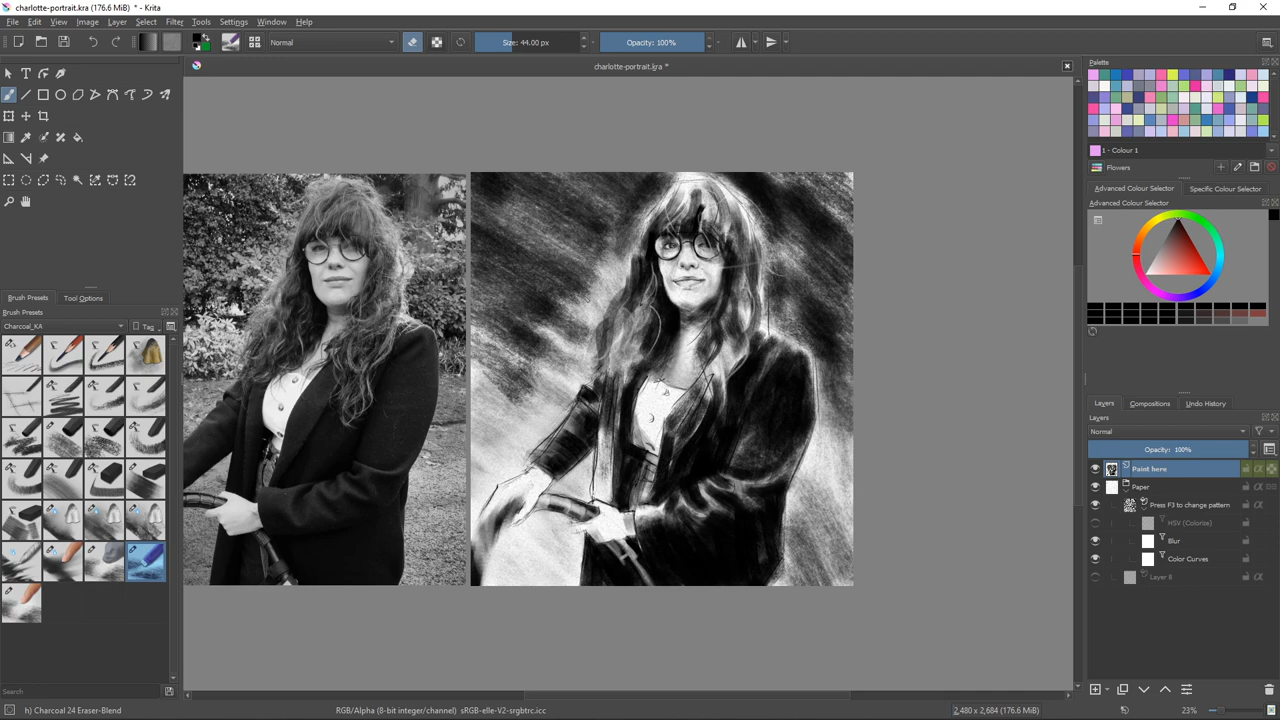 charlotte-portrait.kra (176.6 MiB) * - Krita
File Edit View Image Layer Select Filter Tools Settings Window Help
Normal Size: 44.00 px Opacity: 100%
charlotte-portrait.kra *
Palette
1 - Colour 1
Flowers
Advanced Colour Selector Specific Colour Selector
Advanced Colour Selector
Brush Presets Tool Options
Brush Presets
Charcoal_KA Tag
Layers Compositions Undo History
Layers
Normal
Opacity: 100%
Paint here
Paper
Press F3 to change pattern
HSV (Colorize)
Blur
Color Curves
Layer 8
Search
h) Charcoal 24 Eraser-Blend RGB/Alpha (8-bit integer/channel) sRGB-elle-V2-srgbtrc.icc 2,480 x 2,684 (176.6 MiB) 23%